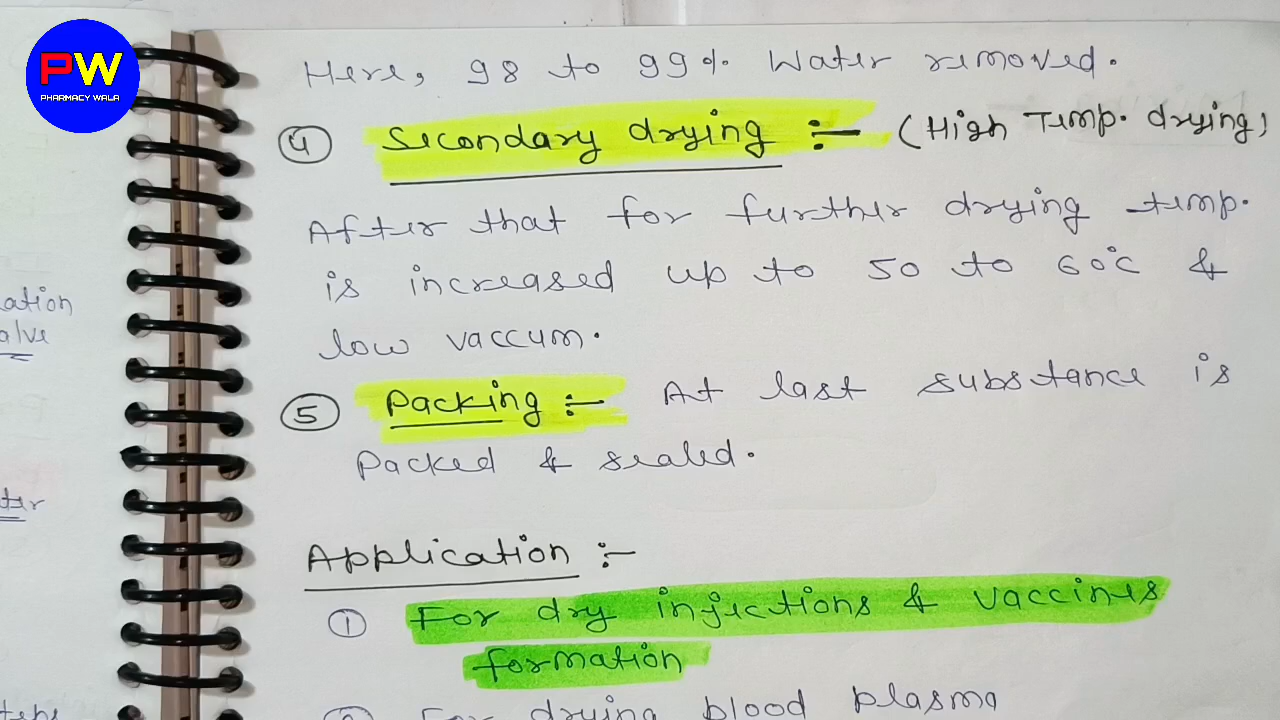 PW
PHARMACY WALA
Here, 98 to 99% Water removed.
④ Secondary drying :- (High Temp. drying)
After that for further drying temp.
is increased up to 50 to 60°C &
low vaccum.
⑤ Packing :- At last substance is
Packed & sealed.
Application :-
① For dry injections & vaccines
formation
② For drying blood plasma
ation
alve
ter
steps